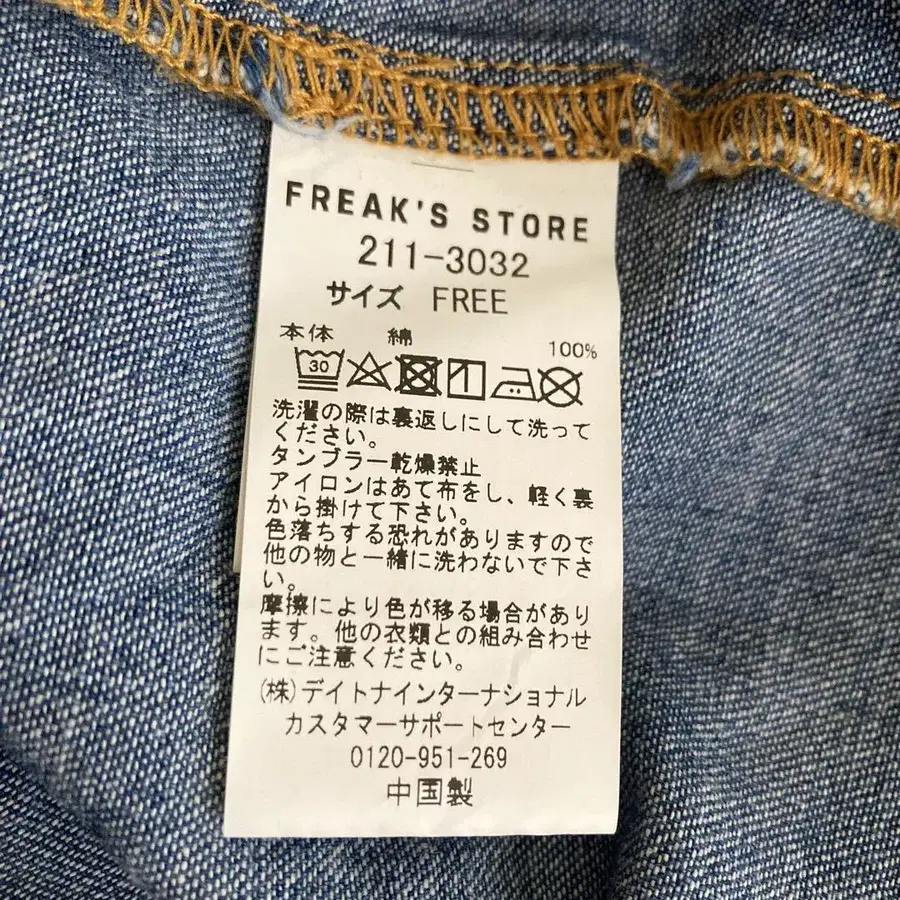 FREAK'S STORE
211-3032
サイズ FREE
本体 綿 100%
30
洗濯の際は裏返しにして洗って
ください。
タンブラー乾燥禁止
アイロンはあて布をし、軽く裏
から掛けて下さい。
色落ちする恐れがありますので
他の物と一緒に洗わないで下さ
い。
摩擦により色が移る場合があり
ます。他の衣類との組み合わせ
にご注意ください。
(株)デイトナインターナショナル
カスタマーサポートセンター
0120-951-269
中国製